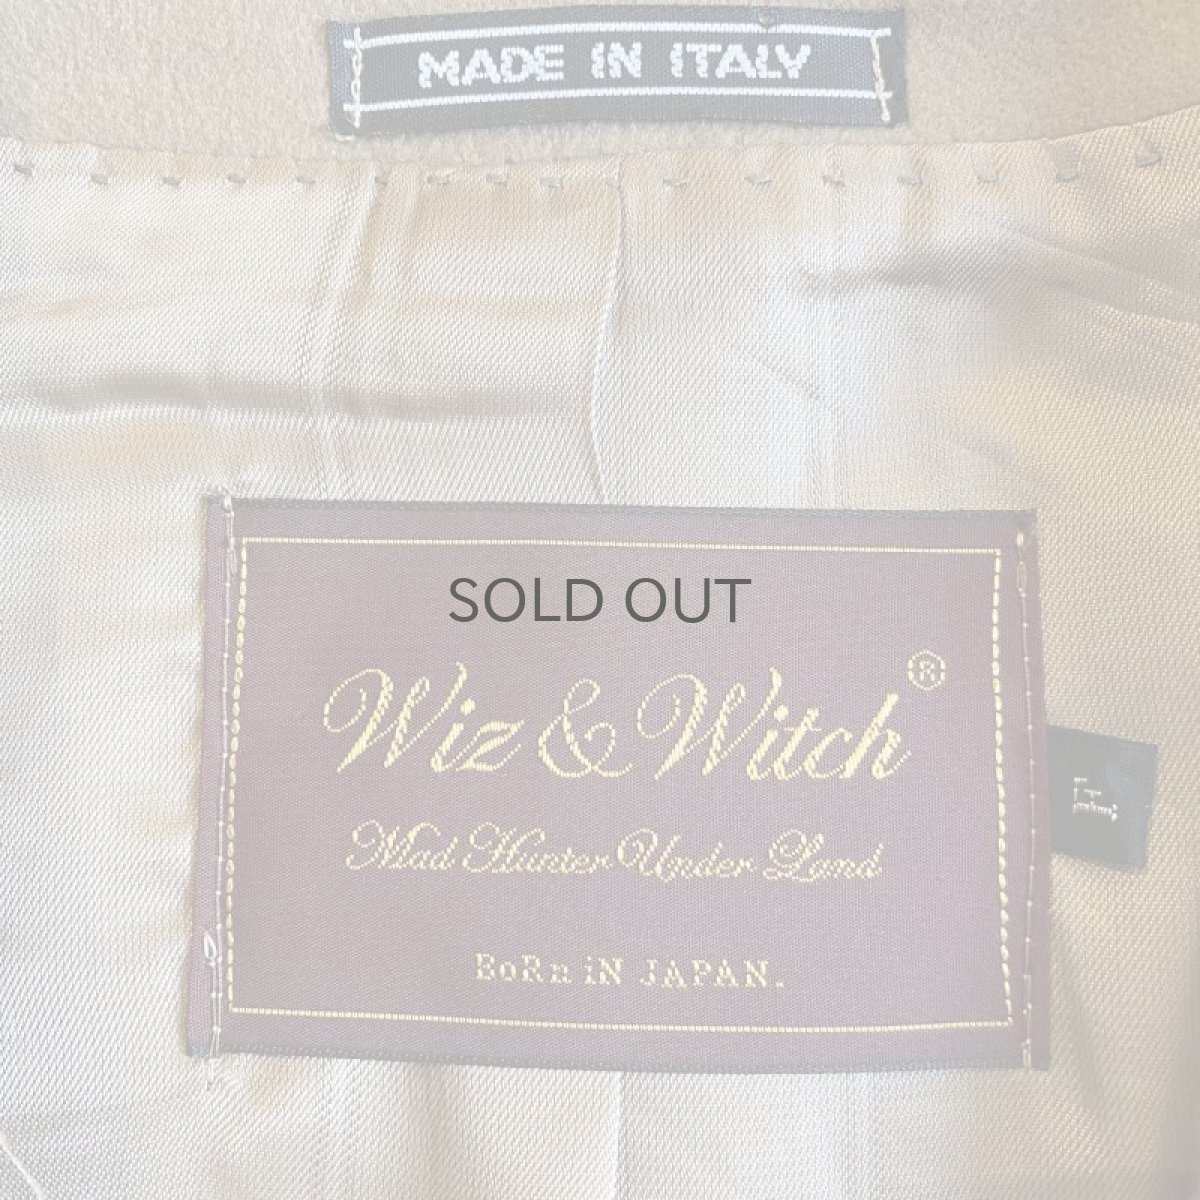 MADE IN ITALY
SOLD OUT
Wiz & Witch®
Mad Hunter Under Land
F
BoRn iN JAPAN.